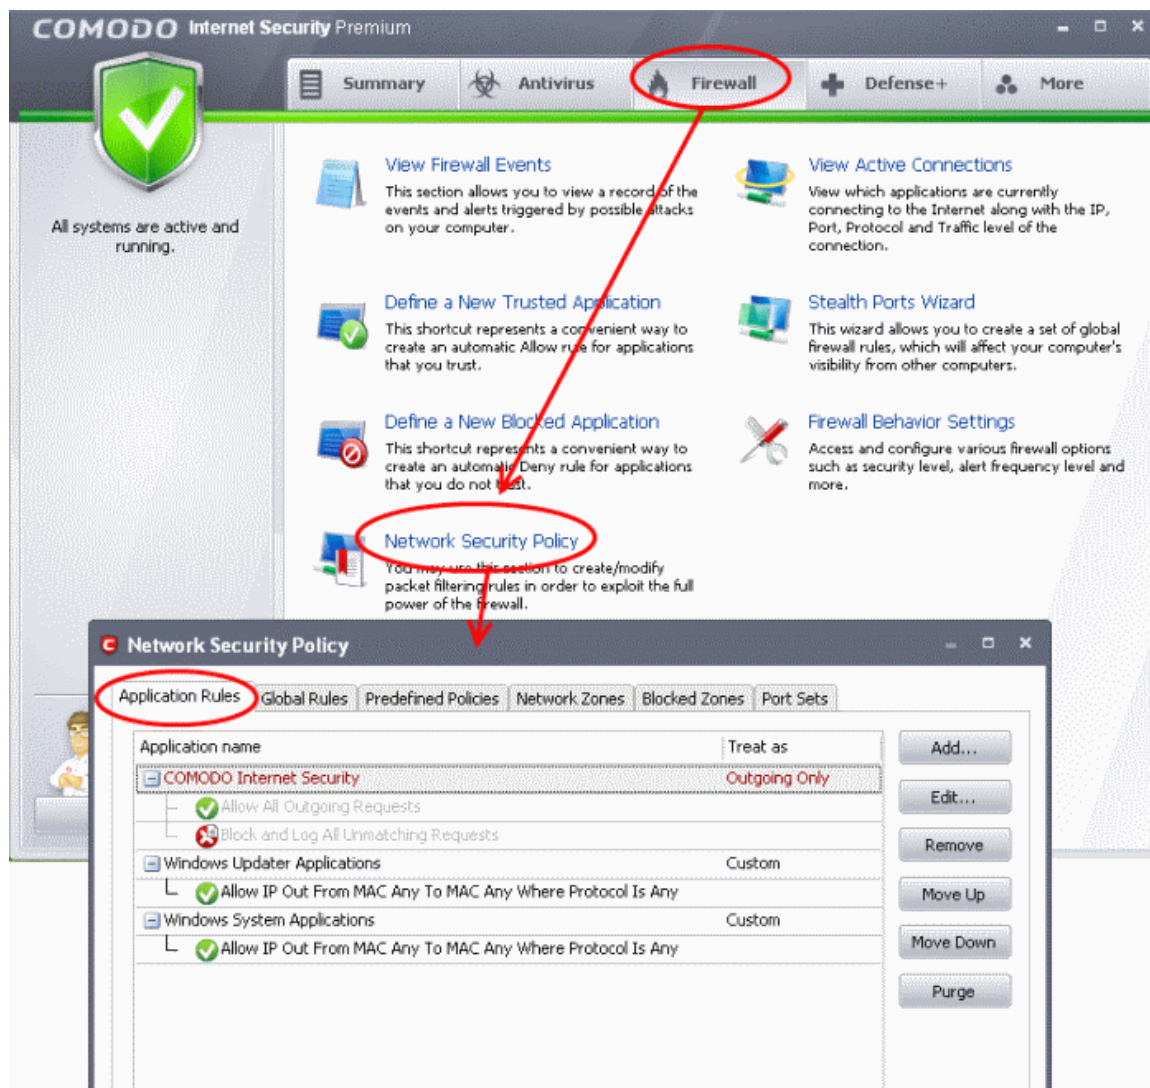 COMODO Internet Security Premium
Summary
Antivirus
Firewall
Defense+
More
All systems are active and
running.
View Firewall Events
This section allows you to view a record of the
events and alerts triggered by possible attacks
on your computer.
View Active Connections
View which applications are currently
connecting to the Internet along with the IP,
Port, Protocol and Traffic level of the
connection.
Define a New Trusted Application
This shortcut represents a convenient way to
create an automatic Allow rule for applications
that you trust.
Stealth Ports Wizard
This wizard allows you to create a set of global
firewall rules, which will affect your computer's
visibility from other computers.
Define a New Blocked Application
This shortcut represents a convenient way to
create an automatic Deny rule for applications
that you do not trust.
Firewall Behavior Settings
Access and configure various firewall options
such as security level, alert frequency level and
more.
Network Security Policy
You may use this section to create/modify
packet filtering rules in order to exploit the full
power of the firewall.
Network Security Policy
Application Rules
Global Rules
Predefined Policies
Network Zones
Blocked Zones
Port Sets
Application name
Treat as
COMODO Internet Security
Outgoing Only
Allow All Outgoing Requests
Block and Log All Unmatching Requests
Windows Updater Applications
Custom
Allow IP Out From MAC Any To MAC Any Where Protocol Is Any
Windows System Applications
Custom
Allow IP Out From MAC Any To MAC Any Where Protocol Is Any
Add...
Edit...
Remove
Move Up
Move Down
Purge